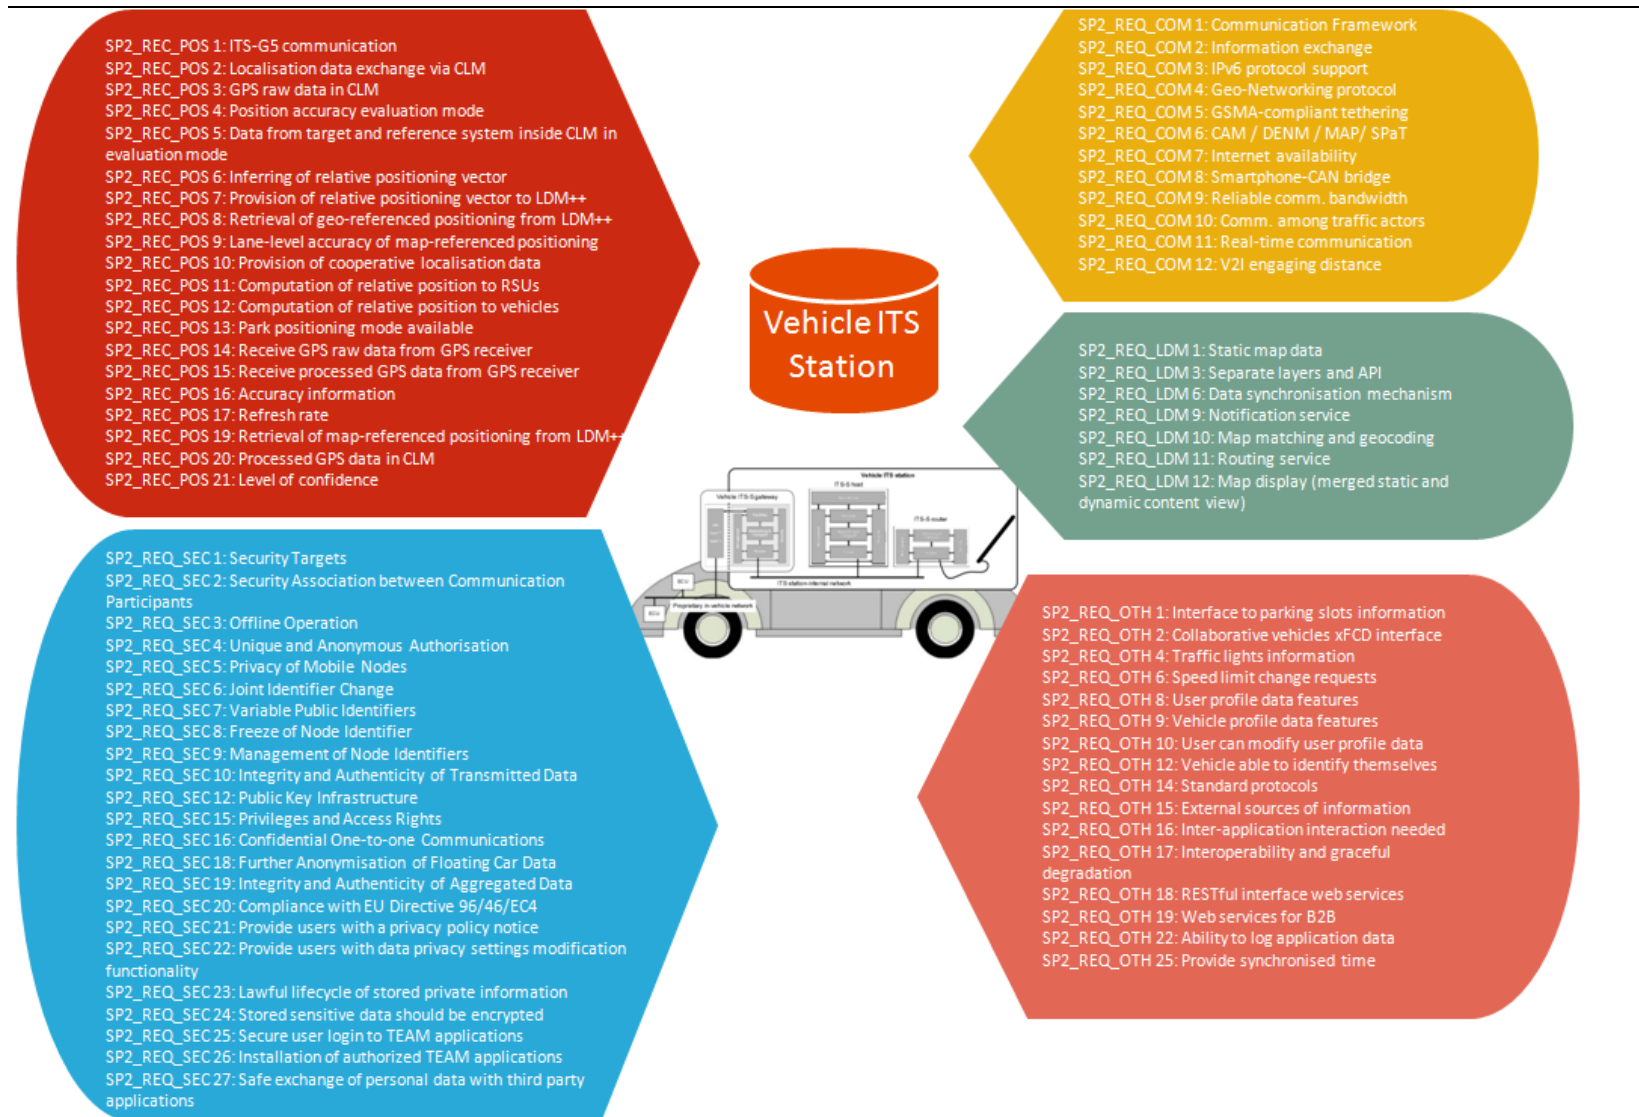 SP2_REC_POS 1: ITS-G5 communication
SP2_REC_POS 2: Localisation data exchange via CLM
SP2_REC_POS 3: GPS raw data in CLM
SP2_REC_POS 4: Position accuracy evaluation mode
SP2_REC_POS 5: Data from target and reference system inside CLM in
evaluation mode
SP2_REC_POS 6: Inferring of relative positioning vector
SP2_REC_POS 7: Provision of relative positioning vector to LDM++
SP2_REC_POS 8: Retrieval of geo-referenced positioning from LDM++
SP2_REC_POS 9: Lane-level accuracy of map-referenced positioning
SP2_REC_POS 10: Provision of cooperative localisation data
SP2_REC_POS 11: Computation of relative position to RSUs
SP2_REC_POS 12: Computation of relative position to vehicles
SP2_REC_POS 13: Park positioning mode available
SP2_REC_POS 14: Receive GPS raw data from GPS receiver
SP2_REC_POS 15: Receive processed GPS data from GPS receiver
SP2_REC_POS 16: Accuracy information
SP2_REC_POS 17: Refresh rate
SP2_REC_POS 19: Retrieval of map-referenced positioning from LDM++
SP2_REC_POS 20: Processed GPS data in CLM
SP2_REC_POS 21: Level of confidence
SP2_REQ_SEC 1: Security Targets
SP2_REQ_SEC 2: Security Association between Communication
Participants
SP2_REQ_SEC 3: Offline Operation
SP2_REQ_SEC 4: Unique and Anonymous Authorisation
SP2_REQ_SEC 5: Privacy of Mobile Nodes
SP2_REQ_SEC 6: Joint Identifier Change
SP2_REQ_SEC 7: Variable Public Identifiers
SP2_REQ_SEC 8: Freeze of Node Identifier
SP2_REQ_SEC 9: Management of Node Identifiers
SP2_REQ_SEC 10: Integrity and Authenticity of Transmitted Data
SP2_REQ_SEC 12: Public Key Infrastructure
SP2_REQ_SEC 15: Privileges and Access Rights
SP2_REQ_SEC 16: Confidential One-to-one Communications
SP2_REQ_SEC 18: Further Anonymisation of Floating Car Data
SP2_REQ_SEC 19: Integrity and Authenticity of Aggregated Data
SP2_REQ_SEC 20: Compliance with EU Directive 96/46/EC4
SP2_REQ_SEC 21: Provide users with a privacy policy notice
SP2_REQ_SEC 22: Provide users with data privacy settings modification
functionality
SP2_REQ_SEC 23: Lawful lifecycle of stored private information
SP2_REQ_SEC 24: Stored sensitive data should be encrypted
SP2_REQ_SEC 25: Secure user login to TEAM applications
SP2_REQ_SEC 26: Installation of authorized TEAM applications
SP2_REQ_SEC 27: Safe exchange of personal data with third party
applications
Vehicle ITS
Station
Vehicle ITS station
ITS-S host
Vehicle ITS-S gateway
ITS-S router
ITS station-internal network
ECU
ECU
Proprietary in-vehicle network
SP2_REQ_COM 1: Communication Framework
SP2_REQ_COM 2: Information exchange
SP2_REQ_COM 3: IPv6 protocol support
SP2_REQ_COM 4: Geo-Networking protocol
SP2_REQ_COM 5: GSMA-compliant tethering
SP2_REQ_COM 6: CAM / DENM / MAP/ SPaT
SP2_REQ_COM 7: Internet availability
SP2_REQ_COM 8: Smartphone-CAN bridge
SP2_REQ_COM 9: Reliable comm. bandwidth
SP2_REQ_COM 10: Comm. among traffic actors
SP2_REQ_COM 11: Real-time communication
SP2_REQ_COM 12: V2I engaging distance
SP2_REQ_LDM 1: Static map data
SP2_REQ_LDM 3: Separate layers and API
SP2_REQ_LDM 6: Data synchronisation mechanism
SP2_REQ_LDM 9: Notification service
SP2_REQ_LDM 10: Map matching and geocoding
SP2_REQ_LDM 11: Routing service
SP2_REQ_LDM 12: Map display (merged static and
dynamic content view)
SP2_REQ_OTH 1: Interface to parking slots information
SP2_REQ_OTH 2: Collaborative vehicles xFCD interface
SP2_REQ_OTH 4: Traffic lights information
SP2_REQ_OTH 6: Speed limit change requests
SP2_REQ_OTH 8: User profile data features
SP2_REQ_OTH 9: Vehicle profile data features
SP2_REQ_OTH 10: User can modify user profile data
SP2_REQ_OTH 12: Vehicle able to identify themselves
SP2_REQ_OTH 14: Standard protocols
SP2_REQ_OTH 15: External sources of information
SP2_REQ_OTH 16: Inter-application interaction needed
SP2_REQ_OTH 17: Interoperability and graceful
degradation
SP2_REQ_OTH 18: RESTful interface web services
SP2_REQ_OTH 19: Web services for B2B
SP2_REQ_OTH 22: Ability to log application data
SP2_REQ_OTH 25: Provide synchronised time